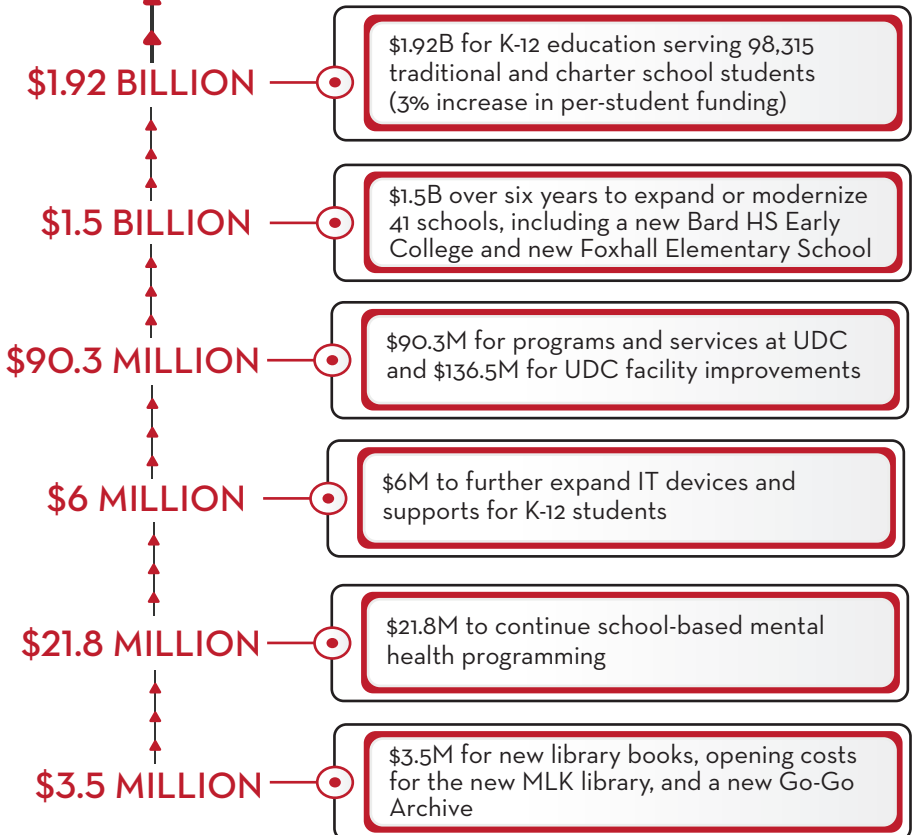 $1.92 BILLION
$1.92B for K-12 education serving 98,315
traditional and charter school students
(3% increase in per-student funding)
$1.5 BILLION
$1.5B over six years to expand or modernize
41 schools, including a new Bard HS Early
College and new Foxhall Elementary School
$90.3 MILLION
$90.3M for programs and services at UDC
and $136.5M for UDC facility improvements
$6 MILLION
$6M to further expand IT devices and
supports for K-12 students
$21.8 MILLION
$21.8M to continue school-based mental
health programming
$3.5 MILLION
$3.5M for new library books, opening costs
for the new MLK library, and a new Go-Go
Archive